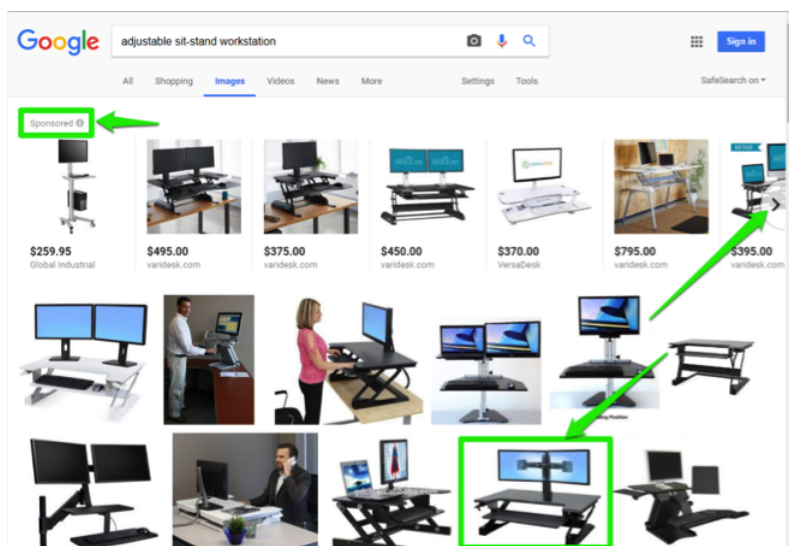 Google
adjustable sit-stand workstation
Sign in
All Shopping Images Videos News More Settings Tools
SafeSearch on
Sponsored
$259.95
Global Industrial
$495.00
varidesk.com
$375.00
varidesk.com
$450.00
varidesk.com
$370.00
VersaDesk
$795.00
varidesk.com
$395.00
varidesk.com
Position